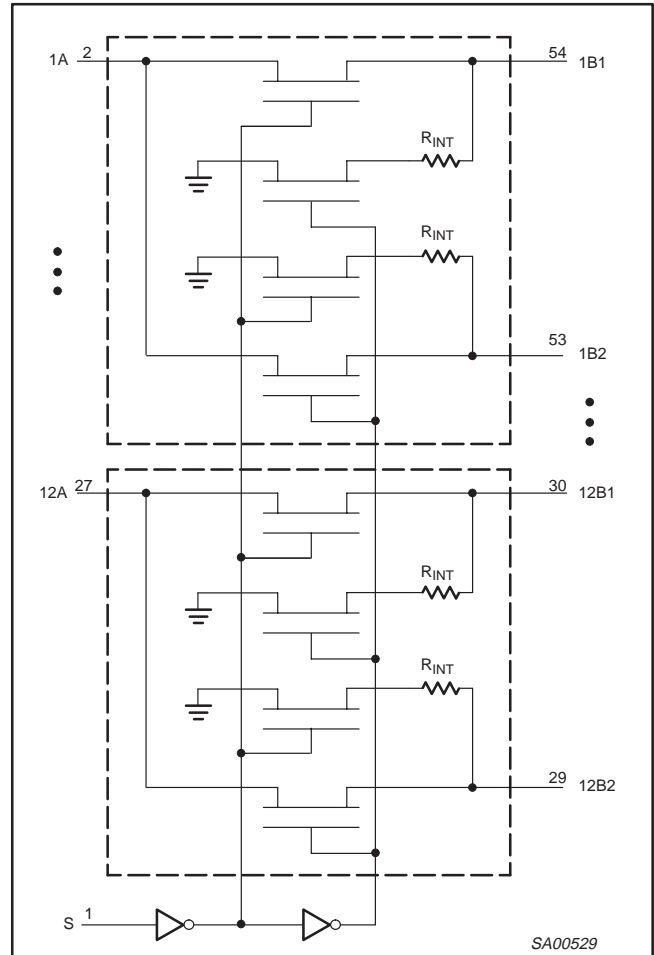 1A 2 54 1B1
RINT
RINT
53 1B2
12A 27 30 12B1
RINT
RINT
29 12B2
S 1
SA00529